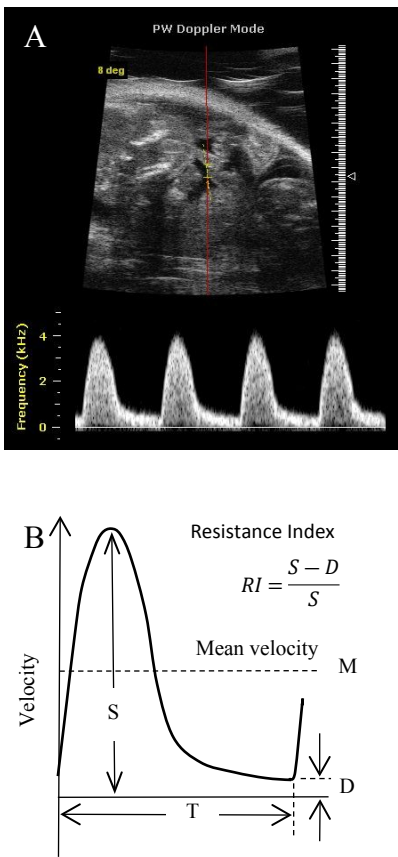 A
PW Doppler Mode
8 deg
Frequency (kHz)
4
2
0
B
Resistance Index
RI = (S − D) / S
Mean velocity
M
Velocity
S
D
T